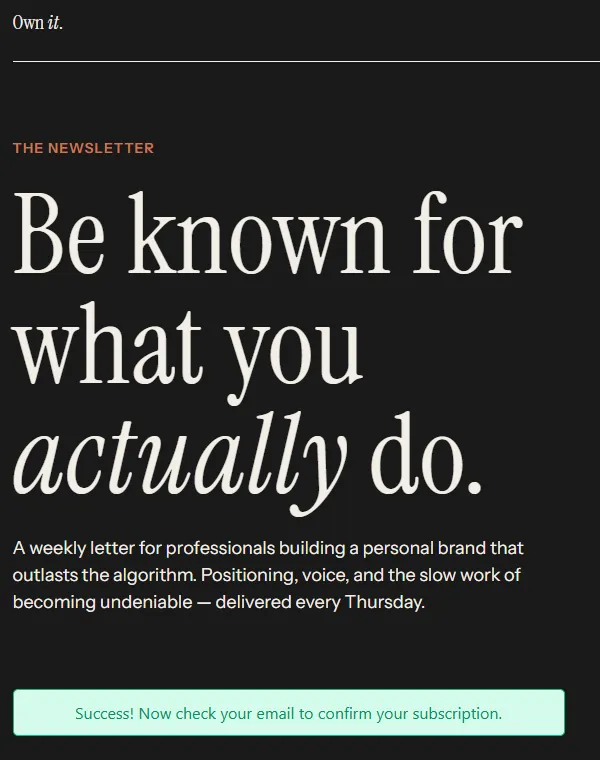 Own it.
THE NEWSLETTER
Be known for
what you
actually do.
A weekly letter for professionals building a personal brand that
outlasts the algorithm. Positioning, voice, and the slow work of
becoming undeniable — delivered every Thursday.
Success! Now check your email to confirm your subscription.